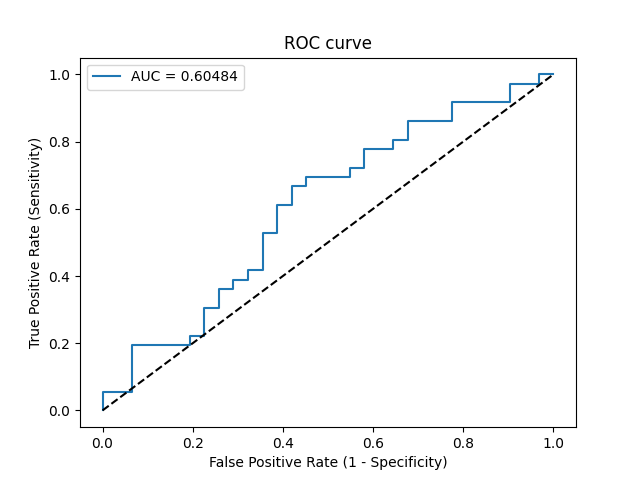 ROC curve
AUC = 0.60484
1.0
0.8
0.6
0.4
0.2
0.0
True Positive Rate (Sensitivity)
0.0 0.2 0.4 0.6 0.8 1.0
False Positive Rate (1 - Specificity)